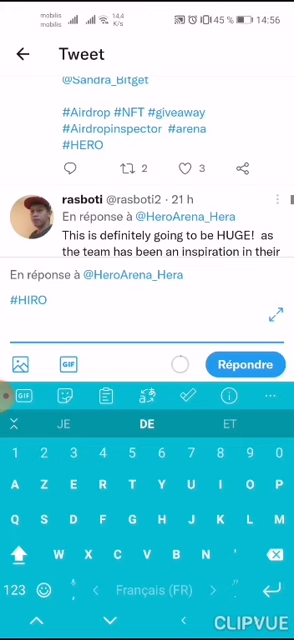 mobilis
mobilis
14,4
K/s
45 %
14:56
Tweet
@Sandra_Bitget
#Airdrop #NFT #giveaway
#Airdropinspector #arena
#HERO
2
3
rasboti @rasboti2 · 21 h
En réponse à @HeroArena_Hera
This is definitely going to be HUGE! as
the team has been an inspiration in their
En réponse à @HeroArena_Hera
#HIRO
GIF
Répondre
GIF
JE DE ET
1 2 3 4 5 6 7 8 9 0
A Z E R T Y U I O P
Q S D F G H J K L M
W X C V B N '
123 Français (FR)
CLIPVUE